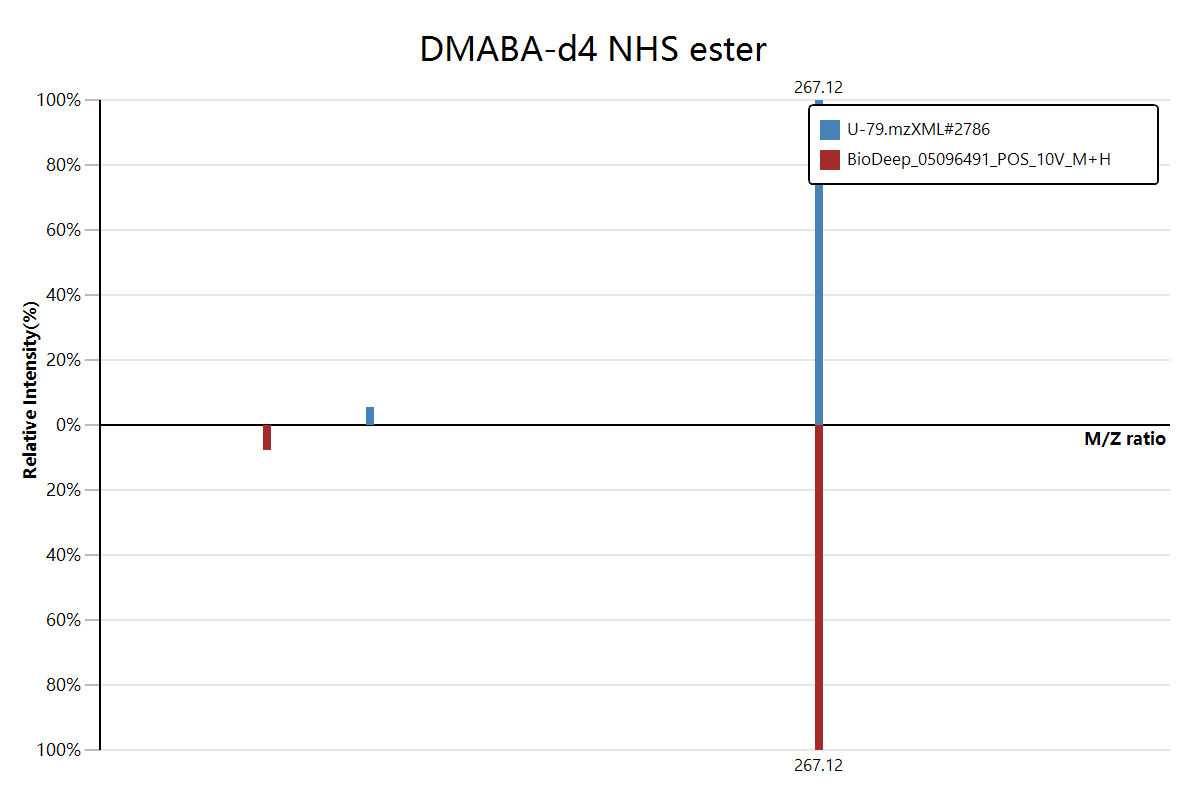 DMABA-d4 NHS ester
267.12
100%
U-79.mzXML#2786
BioDeep_05096491_POS_10V_M+H
80%
60%
40%
20%
0%
Relative Intensity(%)
M/Z ratio
20%
40%
60%
80%
100%
267.12